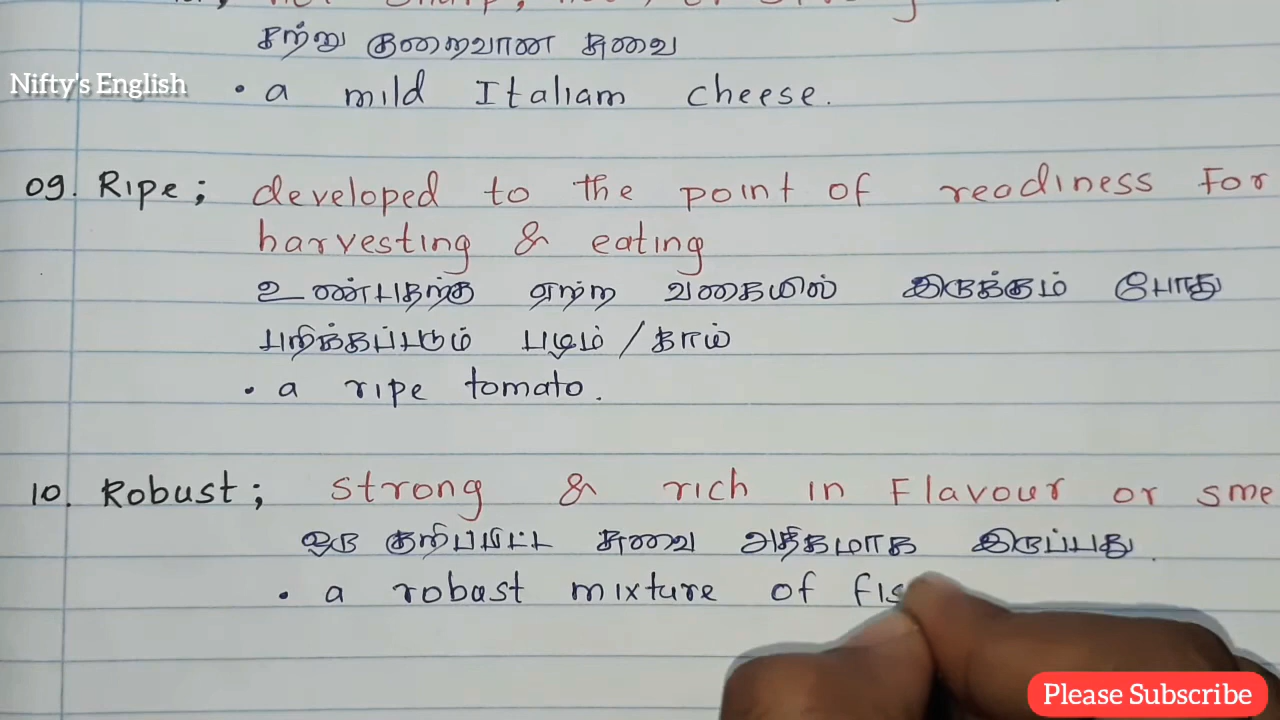 சற்று குறைவான சுவை
Nifty's English
• a mild Italiam cheese.
09. Ripe; developed to the point of readiness For
harvesting & eating
உண்பதற்கு ஏற்ற வகையில் இருக்கும் போது
பறிக்கப்படும் பழம் / காய்
• a ripe tomato.
10. Robust; strong & rich in Flavour or sme
ஒரு குறிப்பிட்ட சுவை அதிகமாக இருப்பது.
• a robust mixture of fis
Please Subscribe